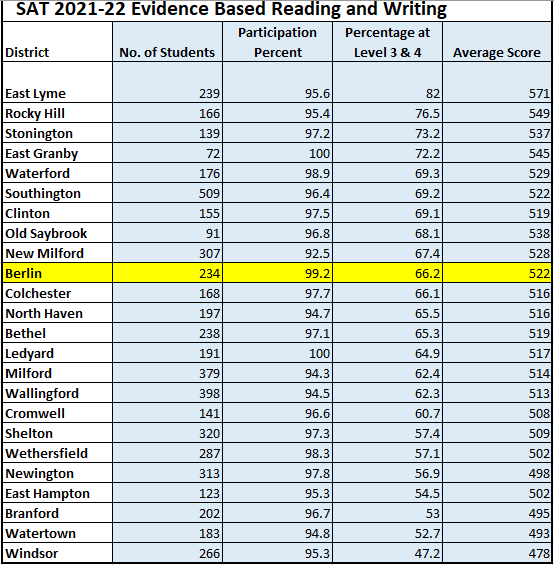 SAT 2021-22 Evidence Based Reading and Writing
District No. of Students Participation Percent Percentage at Level 3 & 4 Average Score
East Lyme 239 95.6 82 571
Rocky Hill 166 95.4 76.5 549
Stonington 139 97.2 73.2 537
East Granby 72 100 72.2 545
Waterford 176 98.9 69.3 529
Southington 509 96.4 69.2 522
Clinton 155 97.5 69.1 519
Old Saybrook 91 96.8 68.1 538
New Milford 307 92.5 67.4 528
Berlin 234 99.2 66.2 522
Colchester 168 97.7 66.1 516
North Haven 197 94.7 65.5 516
Bethel 238 97.1 65.3 519
Ledyard 191 100 64.9 517
Milford 379 94.3 62.4 514
Wallingford 398 94.5 62.3 513
Cromwell 141 96.6 60.7 508
Shelton 320 97.3 57.4 509
Wethersfield 287 98.3 57.1 502
Newington 313 97.8 56.9 498
East Hampton 123 95.3 54.5 502
Branford 202 96.7 53 495
Watertown 183 94.8 52.7 493
Windsor 266 95.3 47.2 478